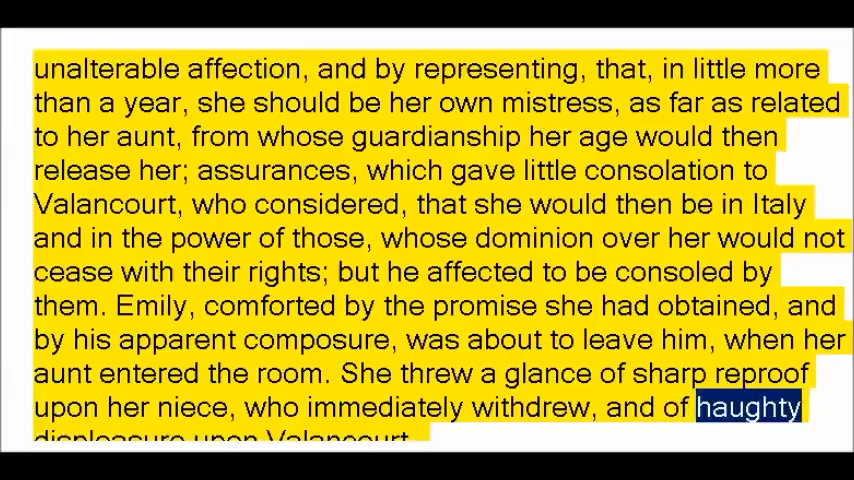 unalterable affection, and by representing, that, in little more
than a year, she should be her own mistress, as far as related
to her aunt, from whose guardianship her age would then
release her; assurances, which gave little consolation to
Valancourt, who considered, that she would then be in Italy
and in the power of those, whose dominion over her would not
cease with their rights; but he affected to be consoled by
them. Emily, comforted by the promise she had obtained, and
by his apparent composure, was about to leave him, when her
aunt entered the room. She threw a glance of sharp reproof
upon her niece, who immediately withdrew, and of haughty
displeasure upon Valancourt.